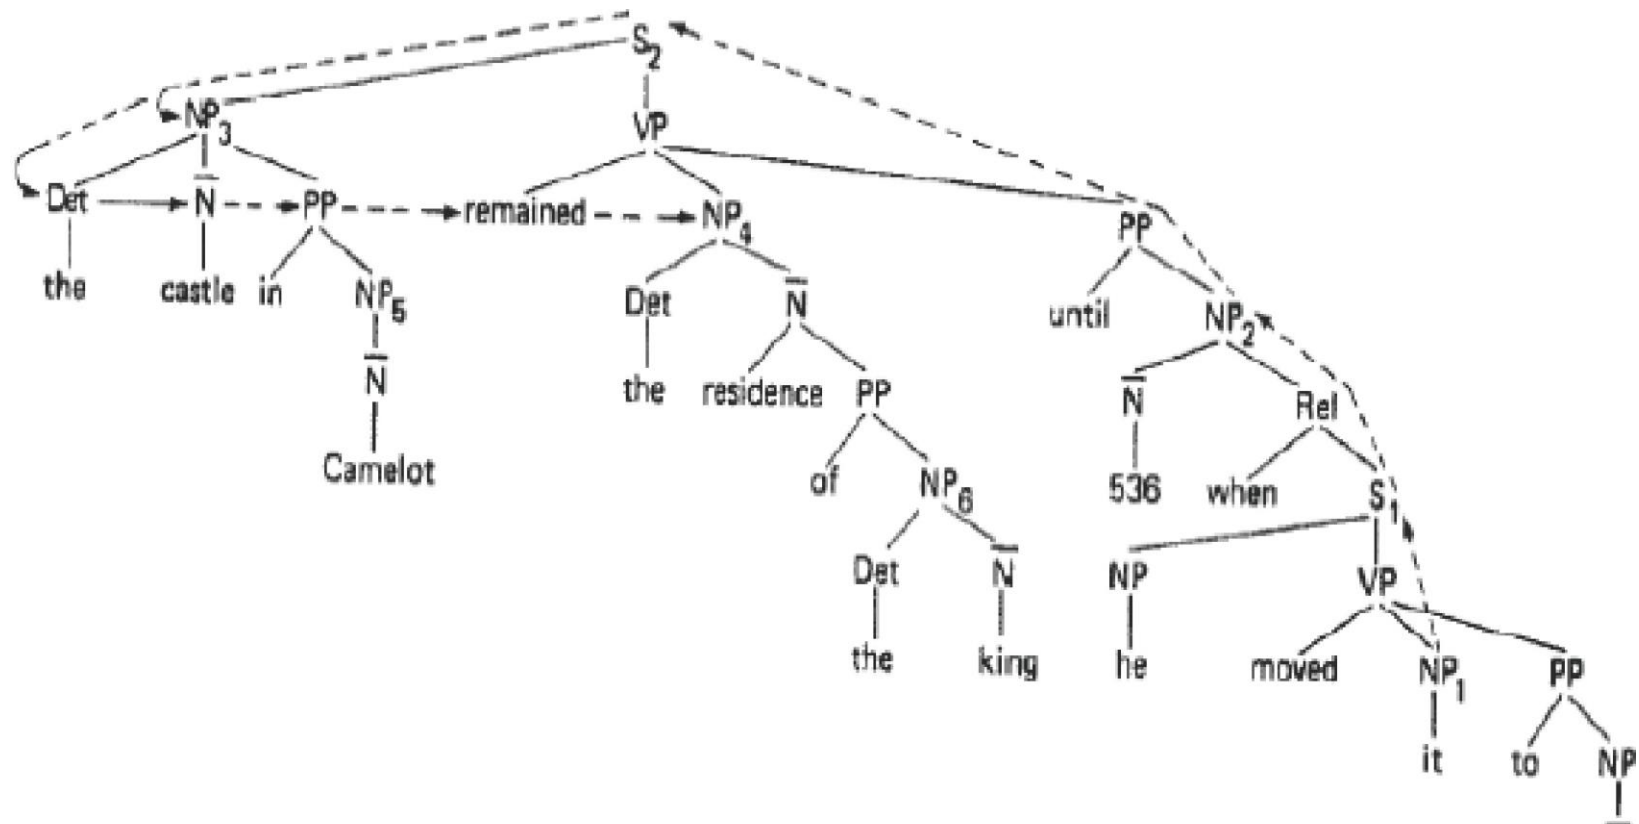 S2
NP3 VP
Det N̄ PP remained NP4 PP
the castle in NP5 Det N̄ until NP2
N̄ the residence PP N̄ Rel
Camelot of NP6 536 when S1
Det N̄ NP VP
the king he moved NP1 PP
it to NP